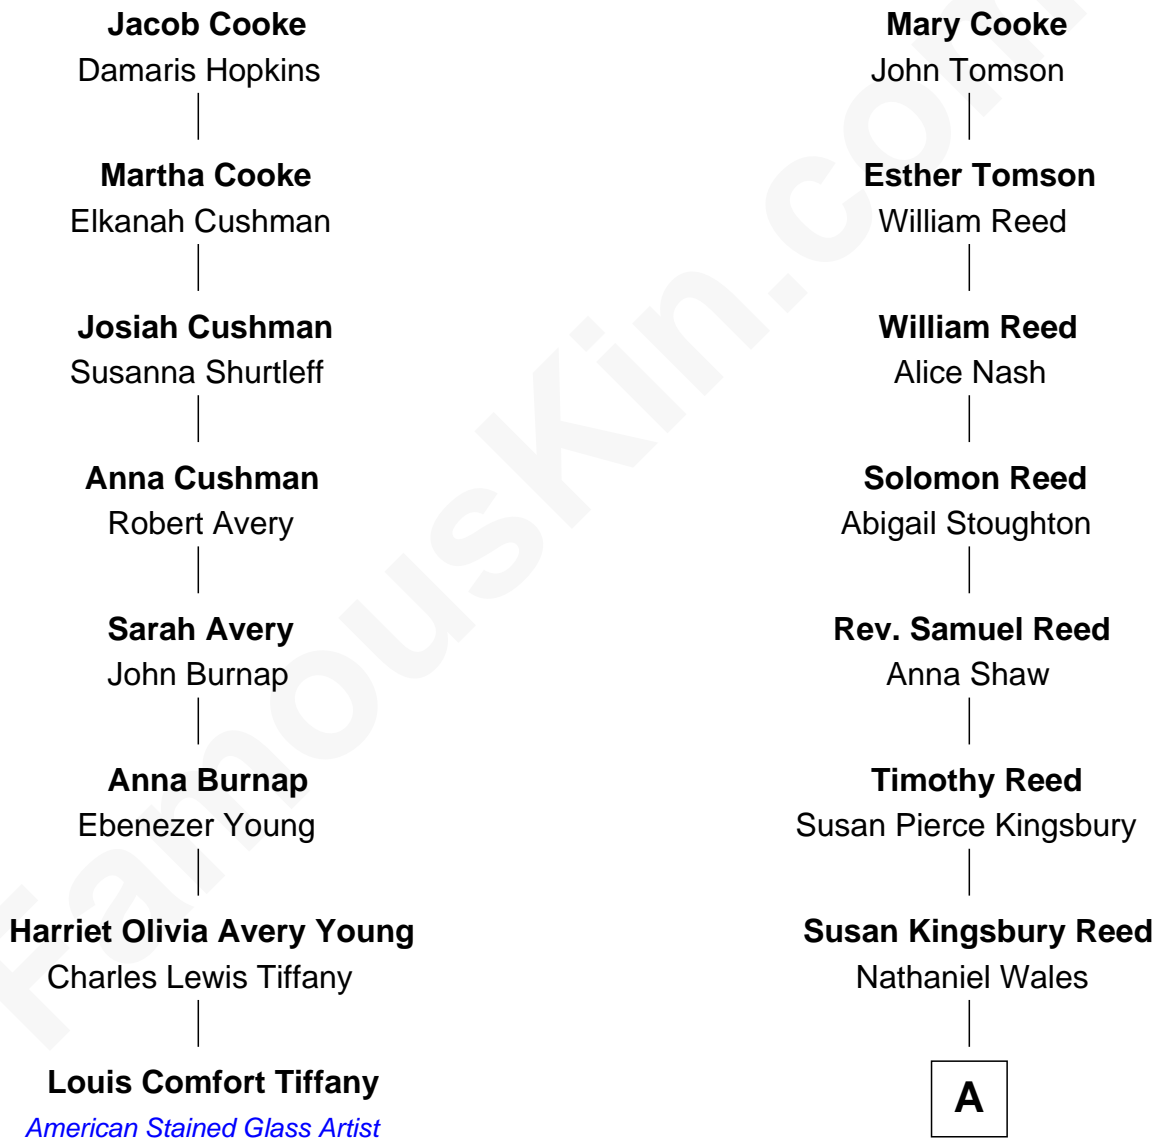 Jacob Cooke
Damaris Hopkins
Martha Cooke
Elkanah Cushman
Josiah Cushman
Susanna Shurtleff
Anna Cushman
Robert Avery
Sarah Avery
John Burnap
Anna Burnap
Ebenezer Young
Harriet Olivia Avery Young
Charles Lewis Tiffany
Louis Comfort Tiffany
American Stained Glass Artist
Mary Cooke
John Tomson
Esther Tomson
William Reed
William Reed
Alice Nash
Solomon Reed
Abigail Stoughton
Rev. Samuel Reed
Anna Shaw
Timothy Reed
Susan Pierce Kingsbury
Susan Kingsbury Reed
Nathaniel Wales
A
FamousKin.com